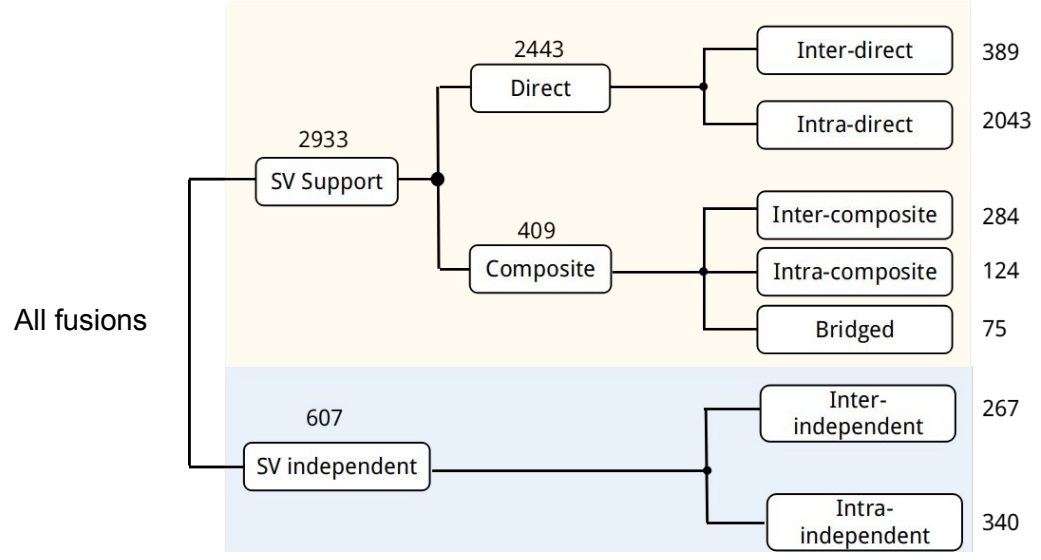 2443
Inter-direct
389
Direct
Intra-direct
2043
2933
SV Support
409
Inter-composite
284
Composite
Intra-composite
124
All fusions
Bridged
75
607
Inter-
independent
267
SV independent
Intra-
independent
340